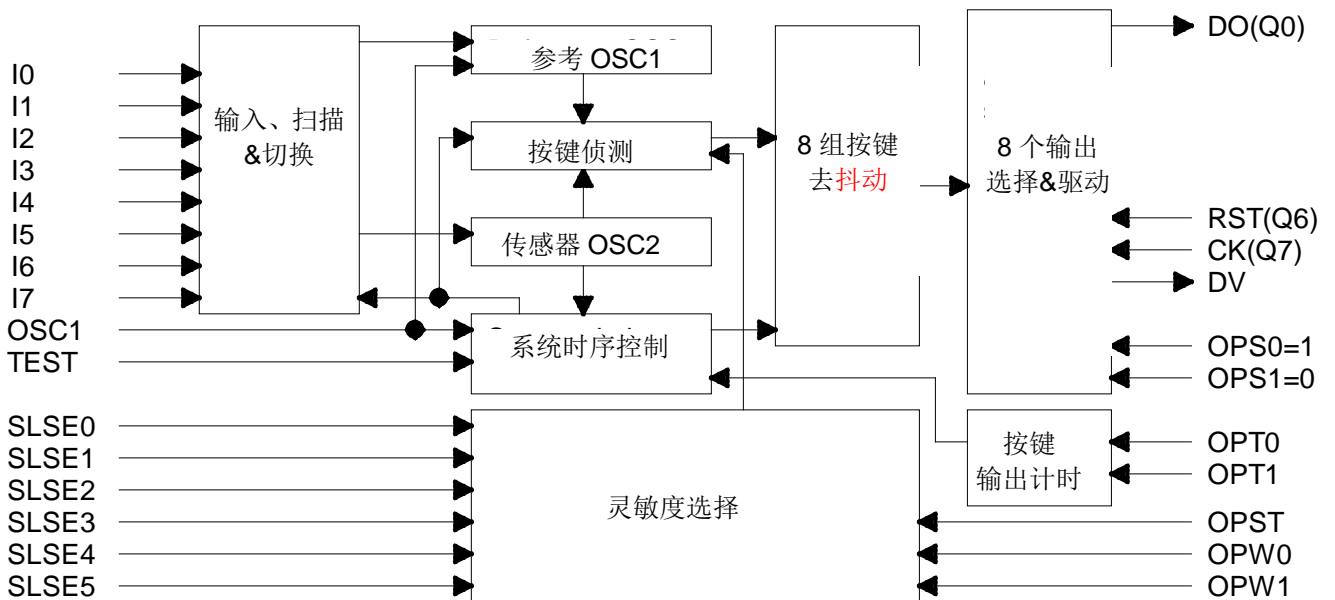 I0
I1
I2
I3
I4
I5
I6
I7
OSC1
TEST
SLSE0
SLSE1
SLSE2
SLSE3
SLSE4
SLSE5
输入、扫描
&切换
参考 OSC1
按键侦测
传感器 OSC2
系统时序控制
灵敏度选择
8 组按键
去抖动
8 个输出
选择&驱动
按键
输出计时
DO(Q0)
RST(Q6)
CK(Q7)
DV
OPS0=1
OPS1=0
OPT0
OPT1
OPST
OPW0
OPW1